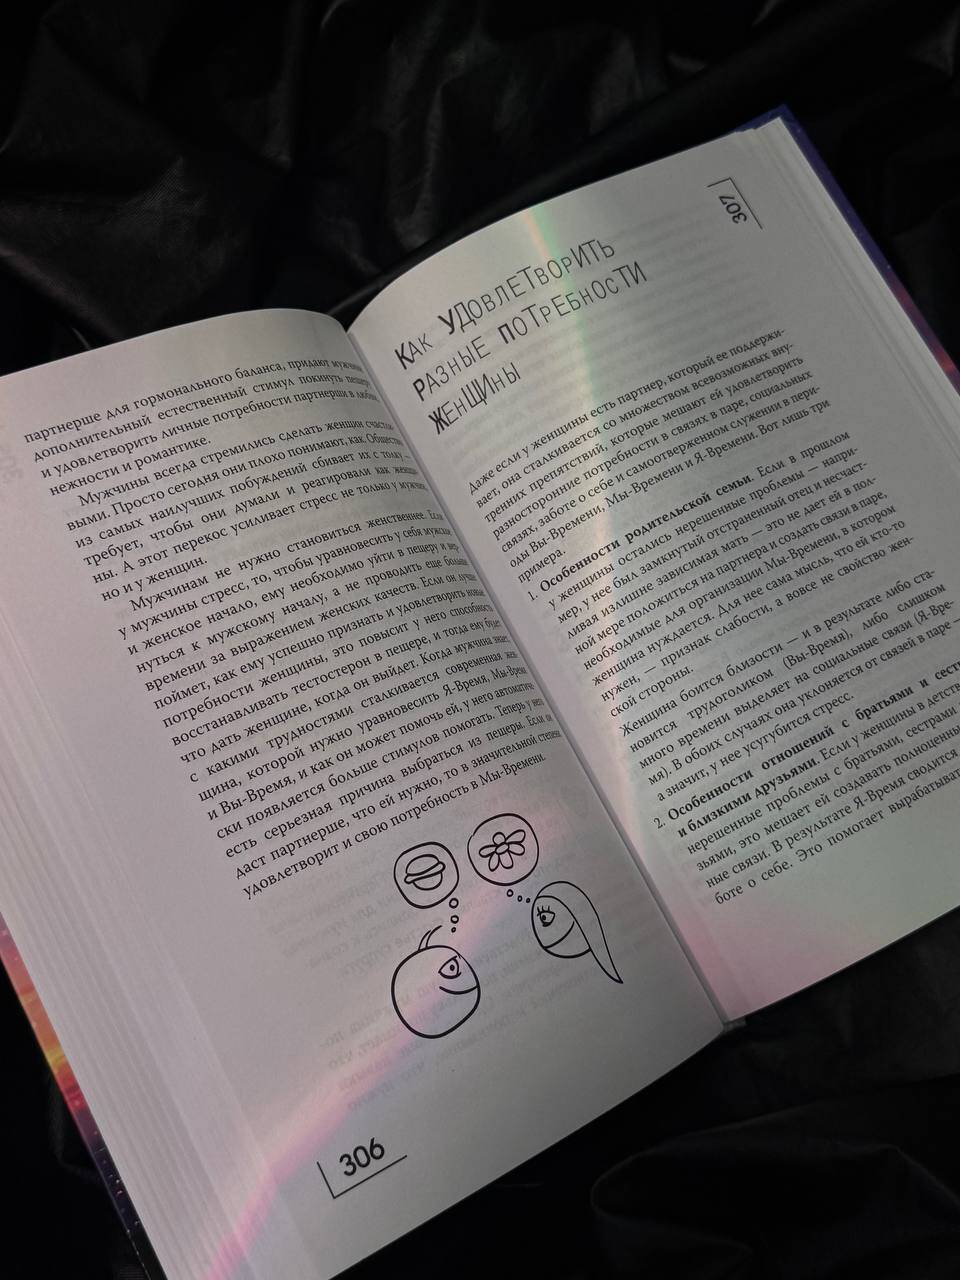 партнерше для гормонального баланса, придают мужчине
дополнительный естественный стимул покинуть пещеру
и удовлетворить личные потребности партнерши в любви,
нежности и романтике.
Мужчины всегда стремились сделать женщин счастли-
выми. Просто сегодня они плохо понимают, как. Общество
из самых наилучших побуждений сбивает их с толку —
требует, чтобы они думали и реагировали как женщи-
ны. А этот перекос усиливает стресс не только у мужчин,
но и у женщин.
Мужчинам не нужно становиться женственнее. Если
у мужчины стресс, то, чтобы уравновесить у себя мужское
и женское начало, ему необходимо уйти в пещеру и вер-
нуться к мужскому началу, а не проводить еще больше
времени за выражением женских качеств. Если он лучше
поймет, как ему успешно признать и удовлетворить новые
потребности женщины, это повысит у него способность
восстанавливать тестостерон в пещере, и тогда ему будет
что дать женщине, когда он выйдет. Когда мужчина знает,
с какими трудностями сталкивается современная жен-
щина, которой нужно уравновесить Я-Время, Мы-Время
и Вы-Время, и как он может помочь ей, у него автоматиче-
ски появляется больше стимулов помогать. Теперь у него
есть серьезная причина выбраться из пещеры. Если он
даст партнерше, что ей нужно, то в значительной степени
удовлетворит и свою потребность в Мы-Времени.
306
307
Как удовлетворить
разные потребности
женщины
Даже если у женщины есть партнер, который ее поддержи-
вает, она сталкивается со множеством всевозможных вну-
тренних препятствий, которые мешают ей удовлетворить
разносторонние потребности в связях в паре, социальных
связях, заботе о себе и самоотверженном служении в пери-
оды Вы-Времени, Мы-Времени и Я-Времени. Вот лишь три
примера.
1. Особенности родительской семьи. Если в прошлом
у женщины остались нерешенные проблемы — напри-
мер, у нее был замкнутый отстраненный отец и несчаст-
ливая излишне зависимая мать — это не дает ей в пол-
ной мере положиться на партнера и создать связи в паре,
необходимые для организации Мы-Времени, в котором
женщина нуждается. Для нее сама мысль, что ей кто-то
нужен, — признак слабости, а вовсе не свойство жен-
ской стороны.
Женщина боится близости — и в результате либо ста-
новится трудоголиком (Вы-Время), либо слишком
много времени выделяет на социальные связи (Я-Вре-
мя). В обоих случаях она уклоняется от связей в паре —
а значит, у нее усугубится стресс.
2. Особенности отношений с братьями и сест
и близкими друзьями. Если у женщины в детстве
нерешенные проблемы с братьями, сестрами
зьями, это мешает ей создавать полноценны
ные связи. В результате Я-Время сводится
боте о себе. Это помогает вырабатыват